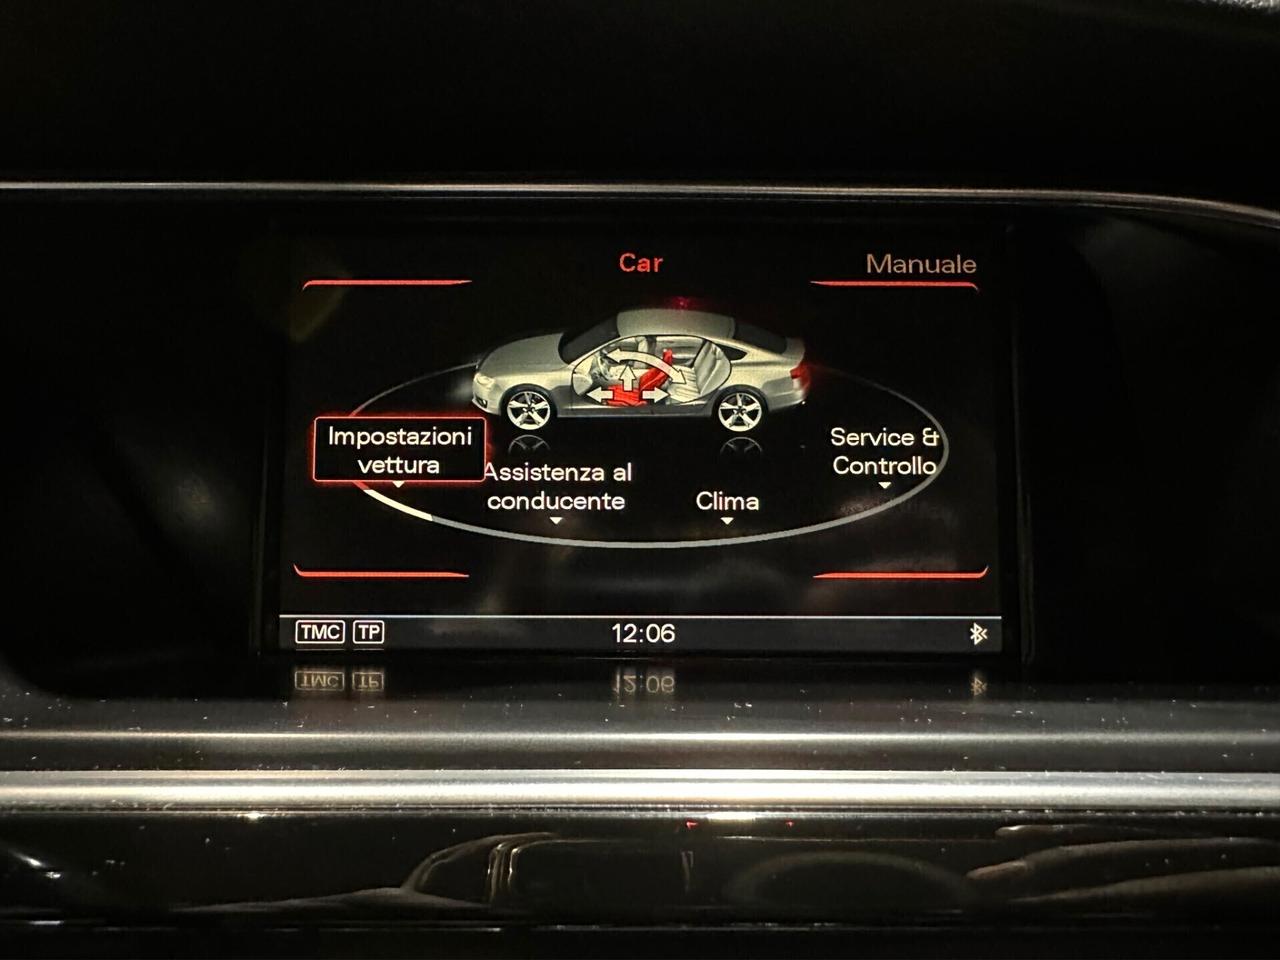 Car
Manuale
Impostazioni
vettura
Assistenza al
conducente
Clima
Service &
Controllo
TMC TP
12:06